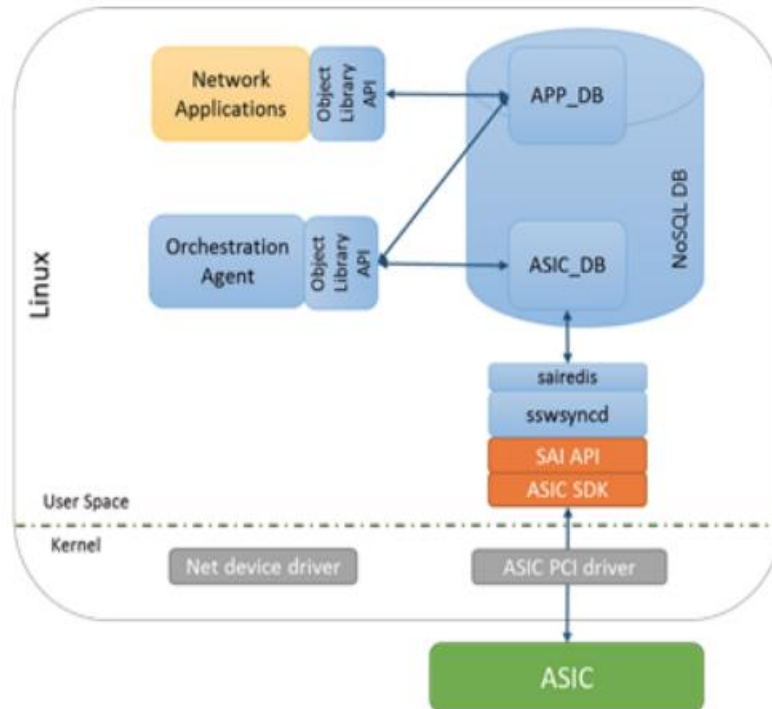 Network
Applications
Object
Library
API
APP_DB
Linux
Orchestration
Agent
Object
Library
API
ASIC_DB
NoSQL DB
sairedis
sswsyncd
SAI API
ASIC SDK
User Space
Kernel
Net device driver
ASIC PCI driver
ASIC